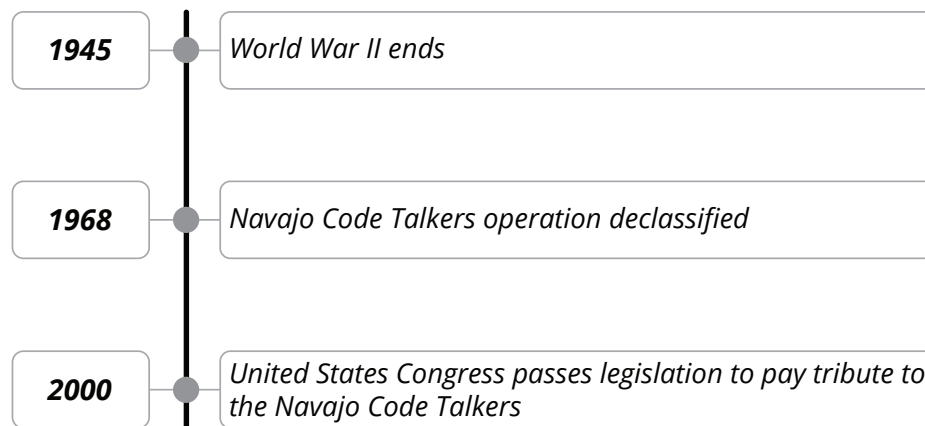 1945
World War II ends
1968
Navajo Code Talkers operation declassified
2000
United States Congress passes legislation to pay tribute to
the Navajo Code Talkers